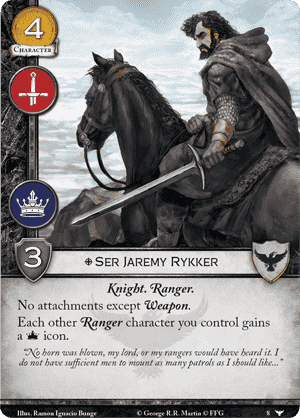 4
Character
3
Ser Jaremy Rykker
Knight. Ranger.
No attachments except Weapon.
Each other Ranger character you control gains
a icon.
"No horn was blown, my lord, or my rangers would have heard it. I
do not have sufficient men to mount as many patrols as I should like..."
Illus. Ramon Ignacio Bunge © George R.R. Martin © FFG 8